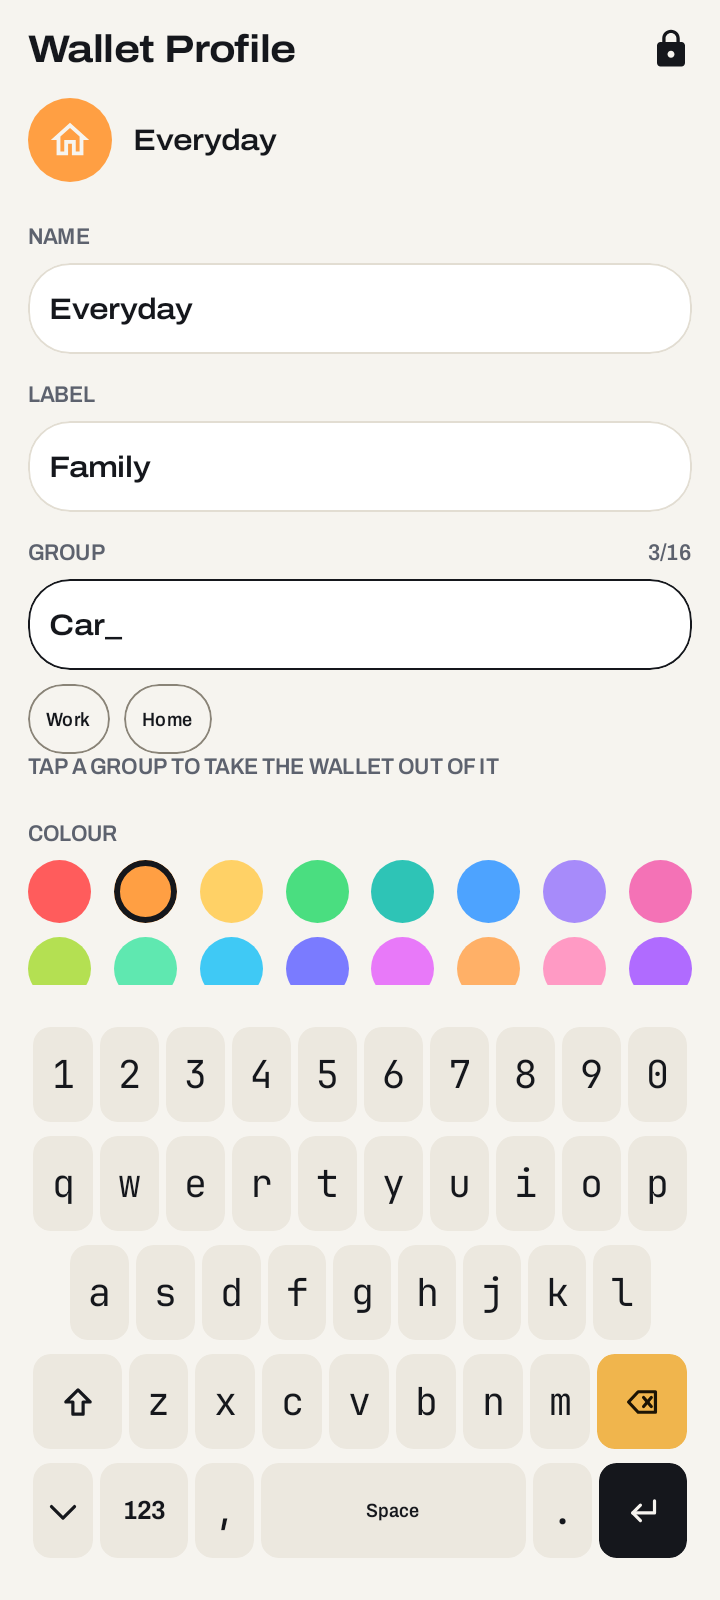 Wallet Profile
Everyday
NAME
Everyday
LABEL
Family
GROUP 3/16
Car_
Work Home
TAP A GROUP TO TAKE THE WALLET OUT OF IT
COLOUR
1 2 3 4 5 6 7 8 9 0
q w e r t y u i o p
a s d f g h j k l
z x c v b n m
123 , Space .